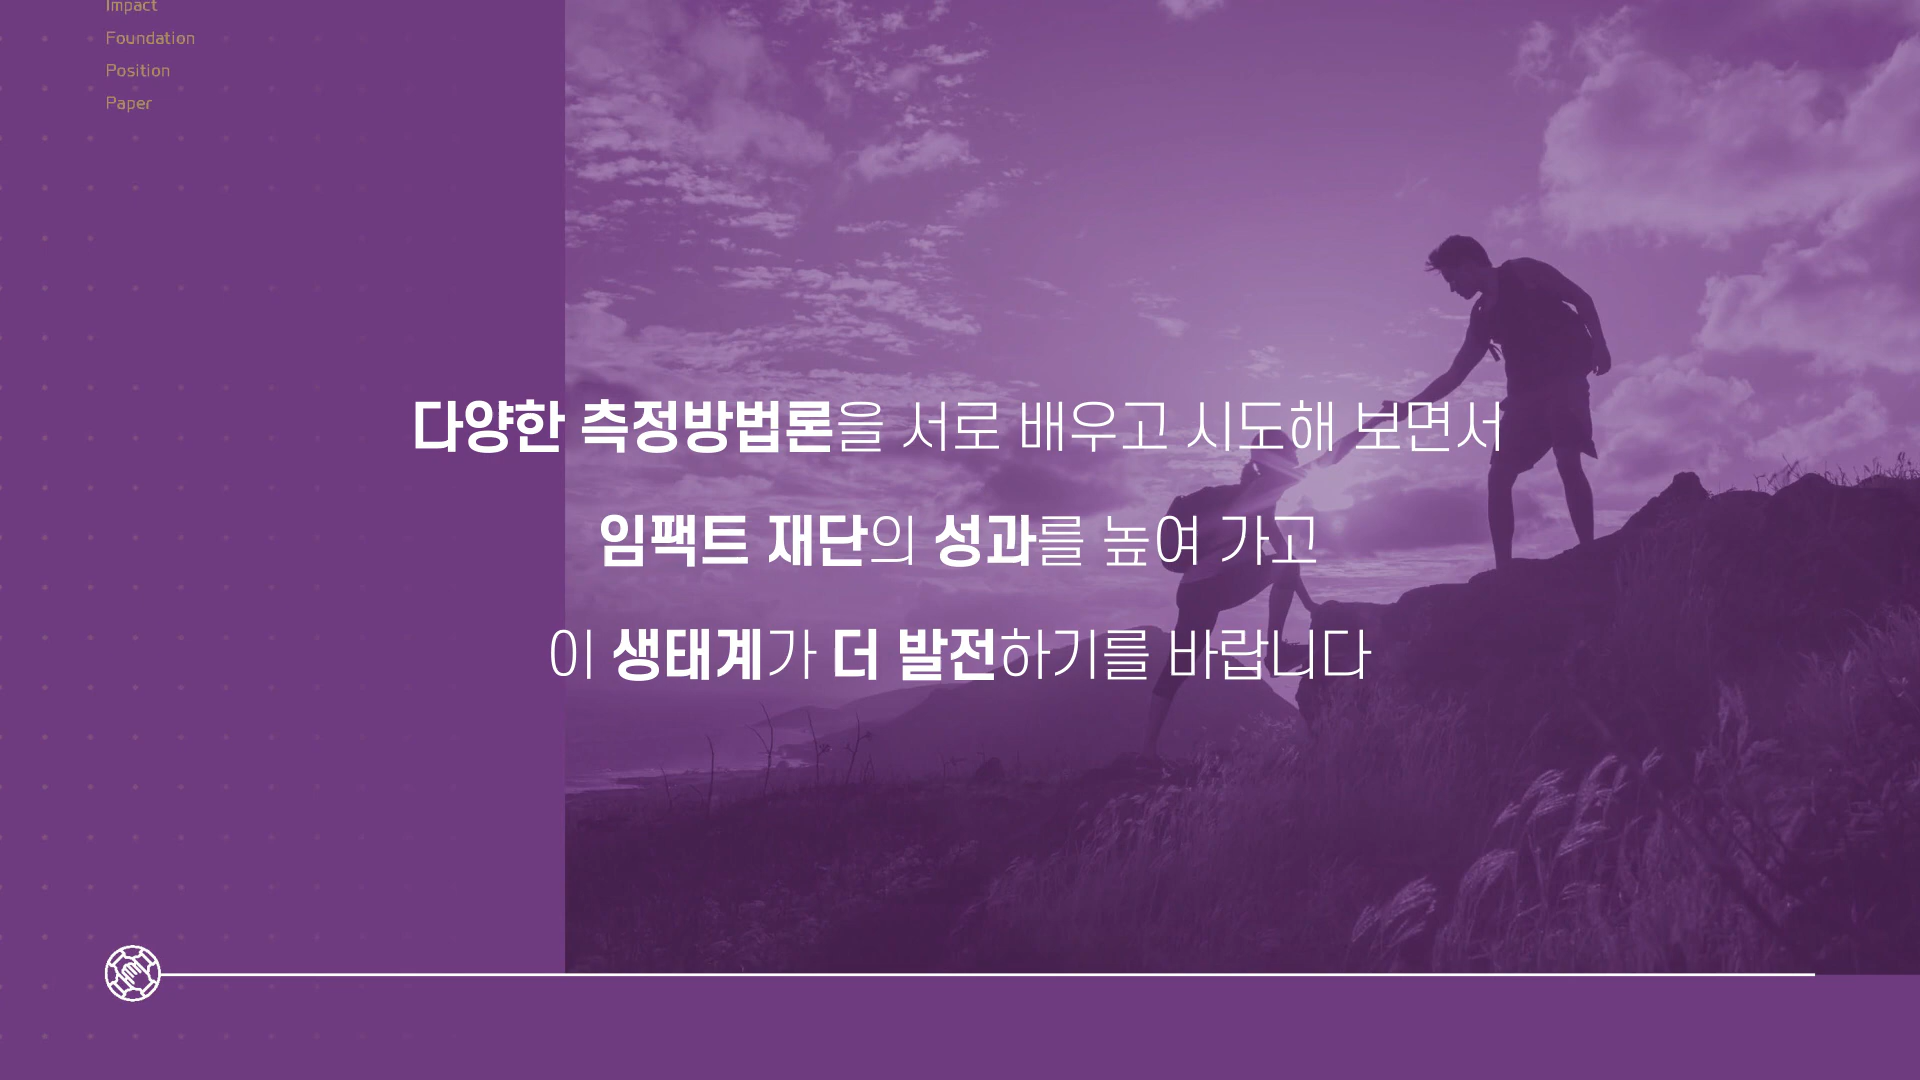 Impact
Foundation
Position
Paper
다양한 측정방법론을 서로 배우고 시도해 보면서
임팩트 재단의 성과를 높여 가고
이 생태계가 더 발전하기를 바랍니다